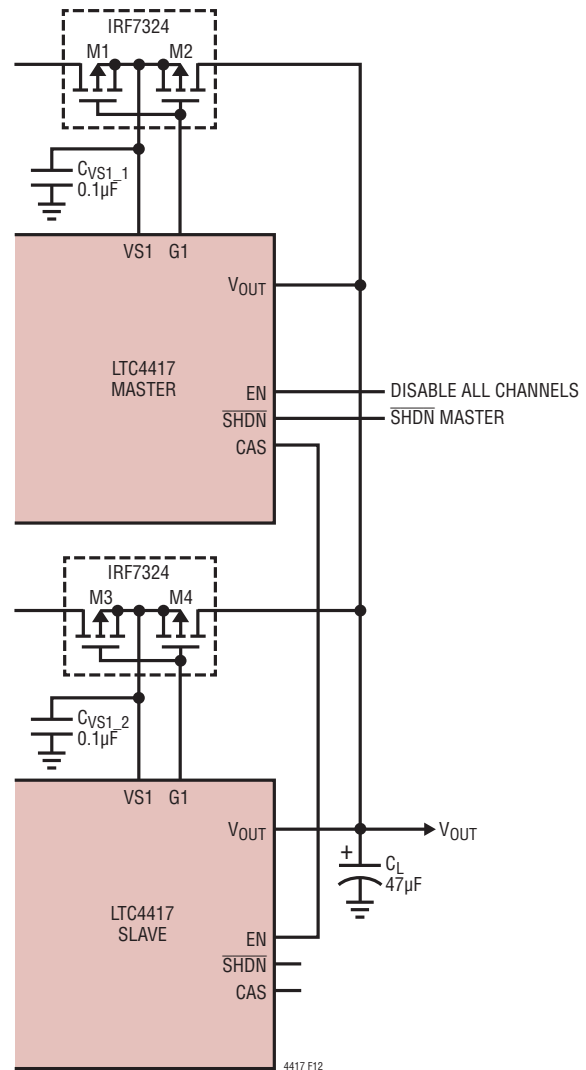 IRF7324
M1 M2
CVS1_1
0.1µF
VS1 G1
VOUT
LTC4417
MASTER
EN
SHDN
CAS
DISABLE ALL CHANNELS
SHDN MASTER
IRF7324
M3 M4
CVS1_2
0.1µF
VS1 G1
VOUT
VOUT
+
CL
47µF
LTC4417
SLAVE
EN
SHDN
CAS
4417 F12